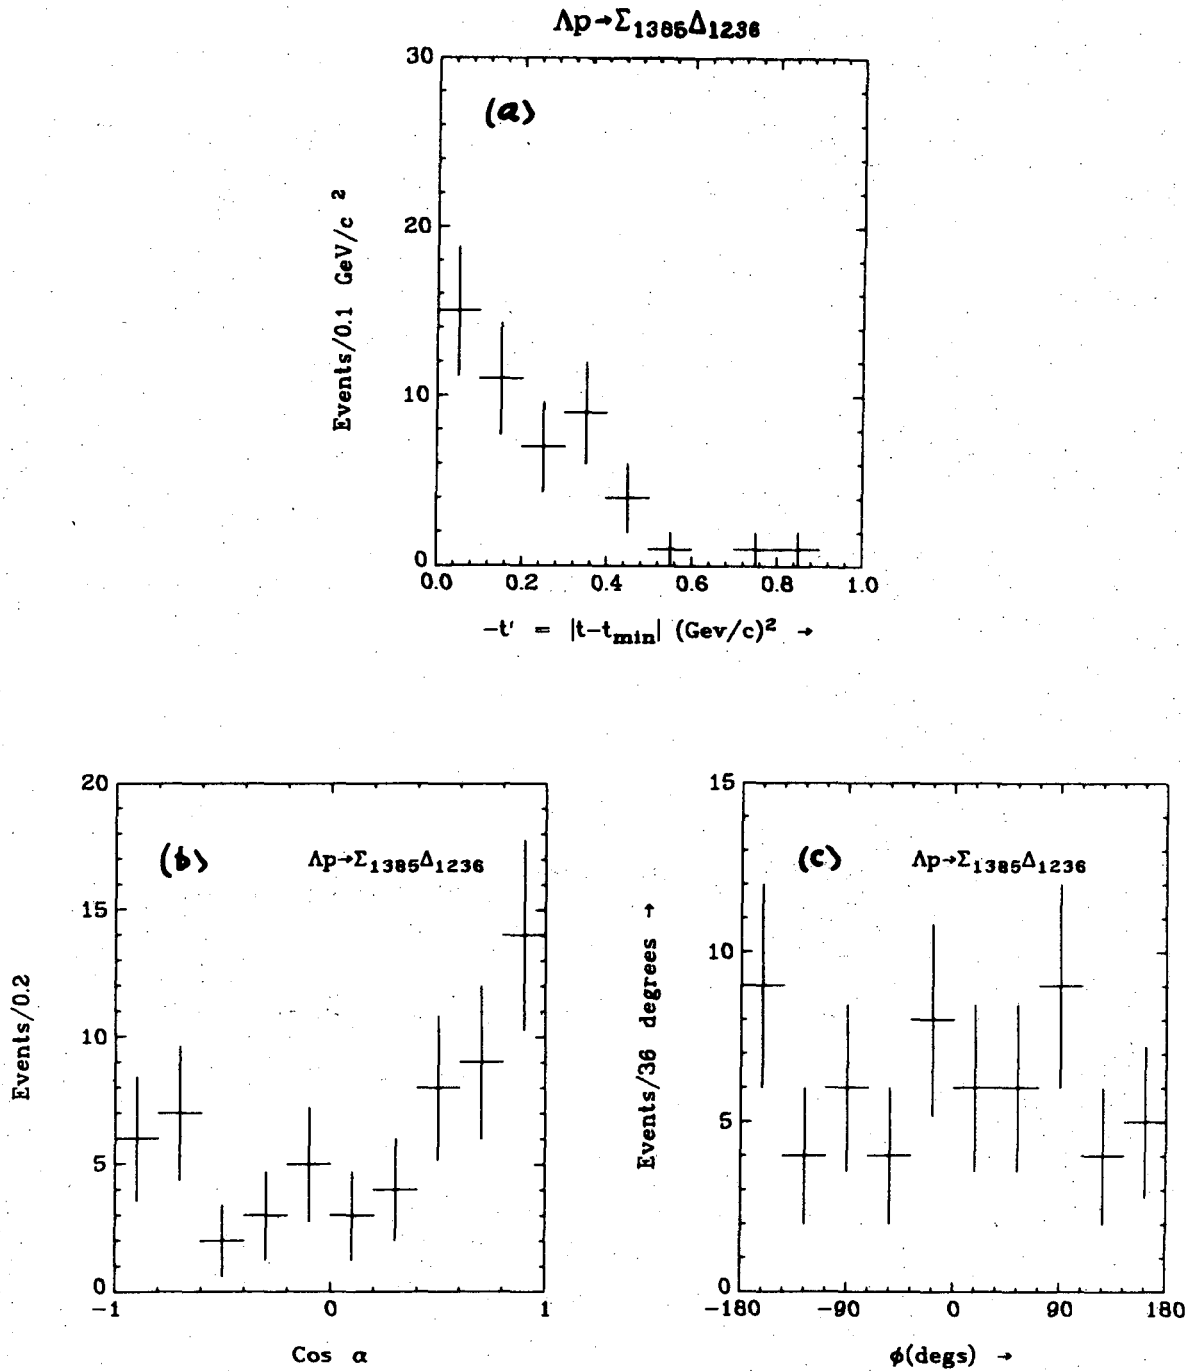 Λp→Σ1385Δ1236
30
(a)
20
10
0
Events/0.1 GeV/c 2
0.0 0.2 0.4 0.6 0.8 1.0
-t' = |t-tmin| (Gev/c)2 →
20
(b) Λp→Σ1385Δ1236
15
10
5
0
Events/0.2
-1 0 1
Cos α
15
(c) Λp→Σ1385Δ1236
10
5
0
Events/36 degrees →
-180 -90 0 90 180
ϕ(degs) →